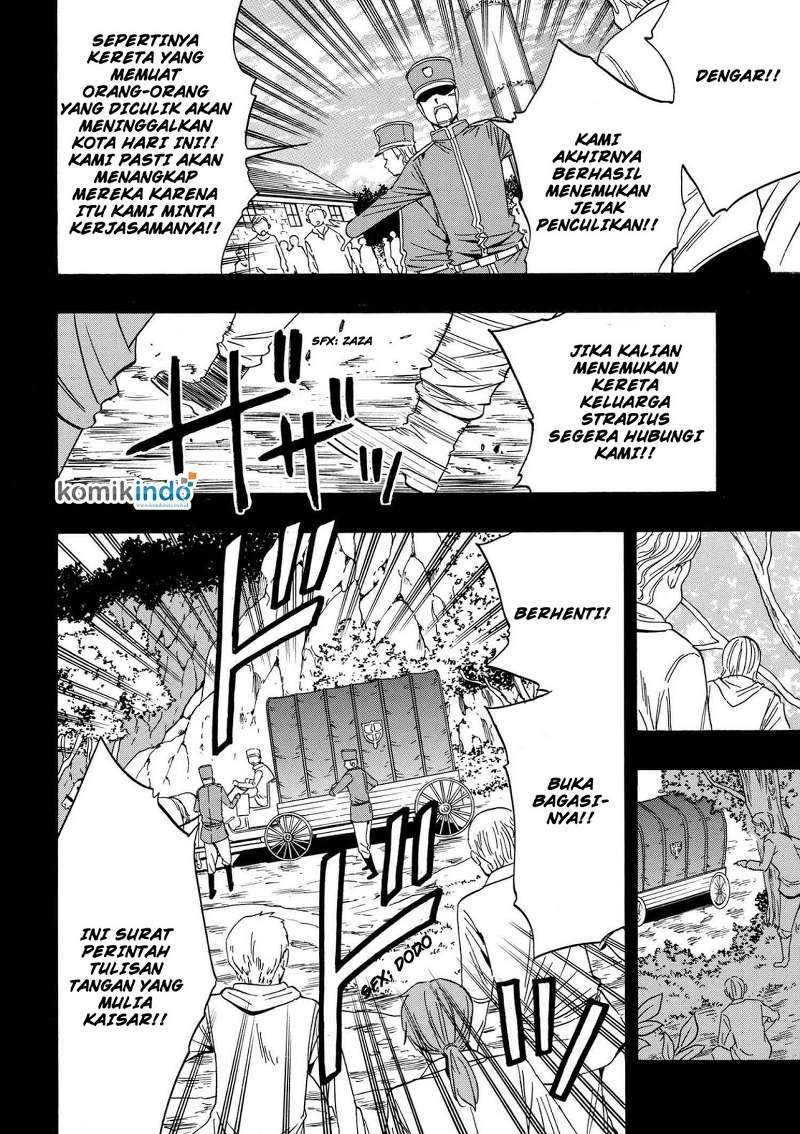 DENGAR!!
KAMI
AKHIRNYA
BERHASIL
MENEMUKAN
JEJAK
PENCULIKAN!!
SEPERTINYA
KERETA YANG
MEMUAT
ORANG-ORANG
YANG DICULIK AKAN
MENINGGALKAN
KOTA HARI INI!!
KAMI PASTI AKAN
MENANGKAP
MEREKA KARENA
ITU KAMI MINTA
KERJASAMANYA!!
JIKA KALIAN
MENEMUKAN
KERETA
KELUARGA
STRADIUS
SEGERA HUBUNGI
KAMI!!
SFX: ZAZA
ザザッ
komikindo
BERHENTI!
BUKA
BAGASI-
NYA!!
ドドドド
SFX: DODO
INI SURAT
PERINTAH
TULISAN
TANGAN YANG
MULIA
KAISAR!!